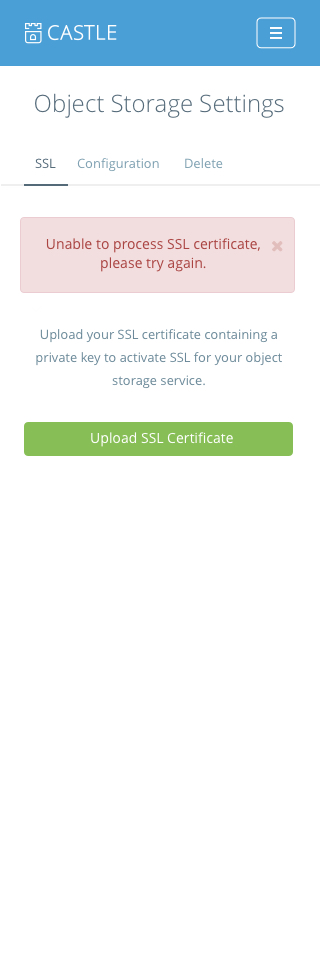 CASTLE
Object Storage Settings
SSL Configuration Delete
Unable to process SSL certificate,
please try again.
Upload your SSL certificate containing a
private key to activate SSL for your object
storage service.
Upload SSL Certificate